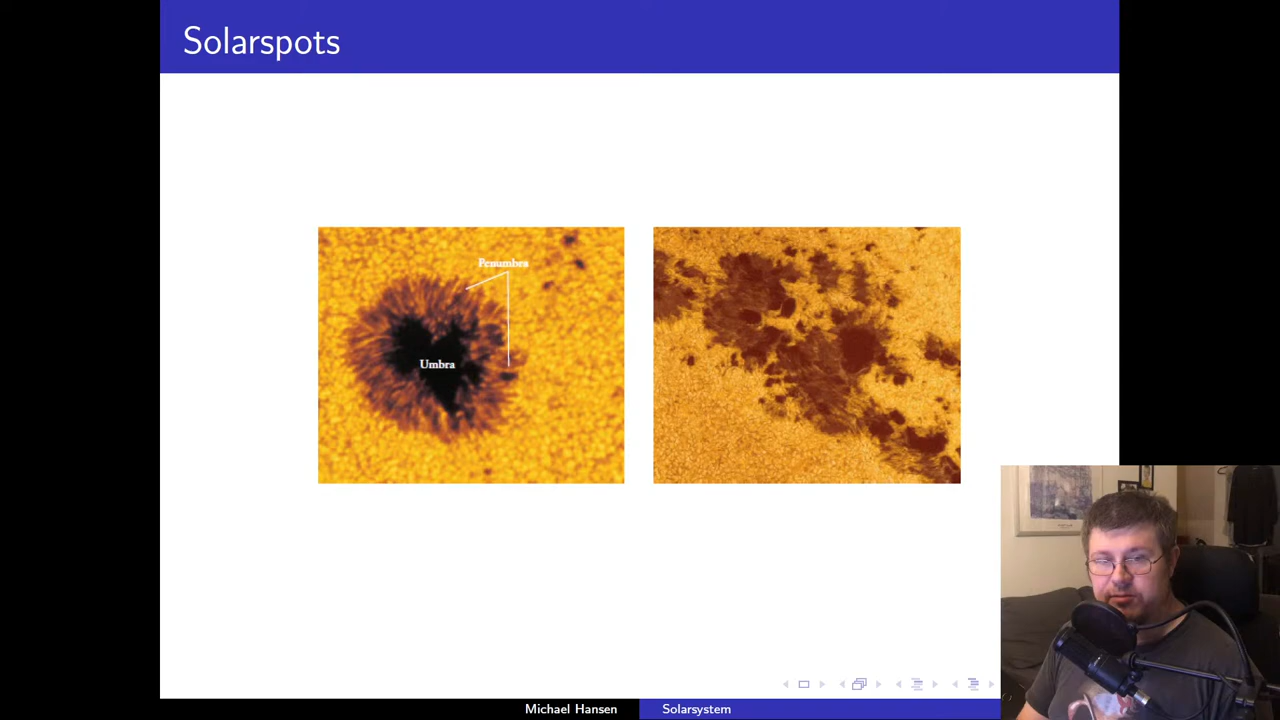 Solarspots
Penumbra
Umbra
Michael Hansen
Solarsystem